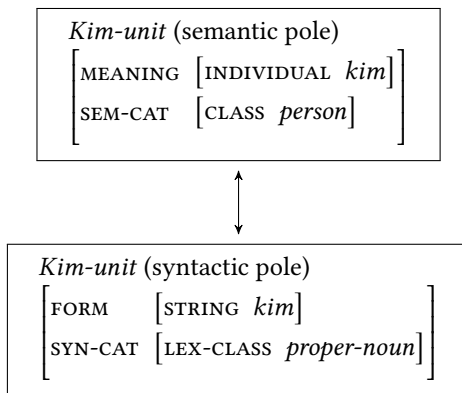 Kim-unit (semantic pole)
[MEANING [INDIVIDUAL kim]
SEM-CAT [CLASS person]]
Kim-unit (syntactic pole)
[FORM [STRING kim]
SYN-CAT [LEX-CLASS proper-noun]]